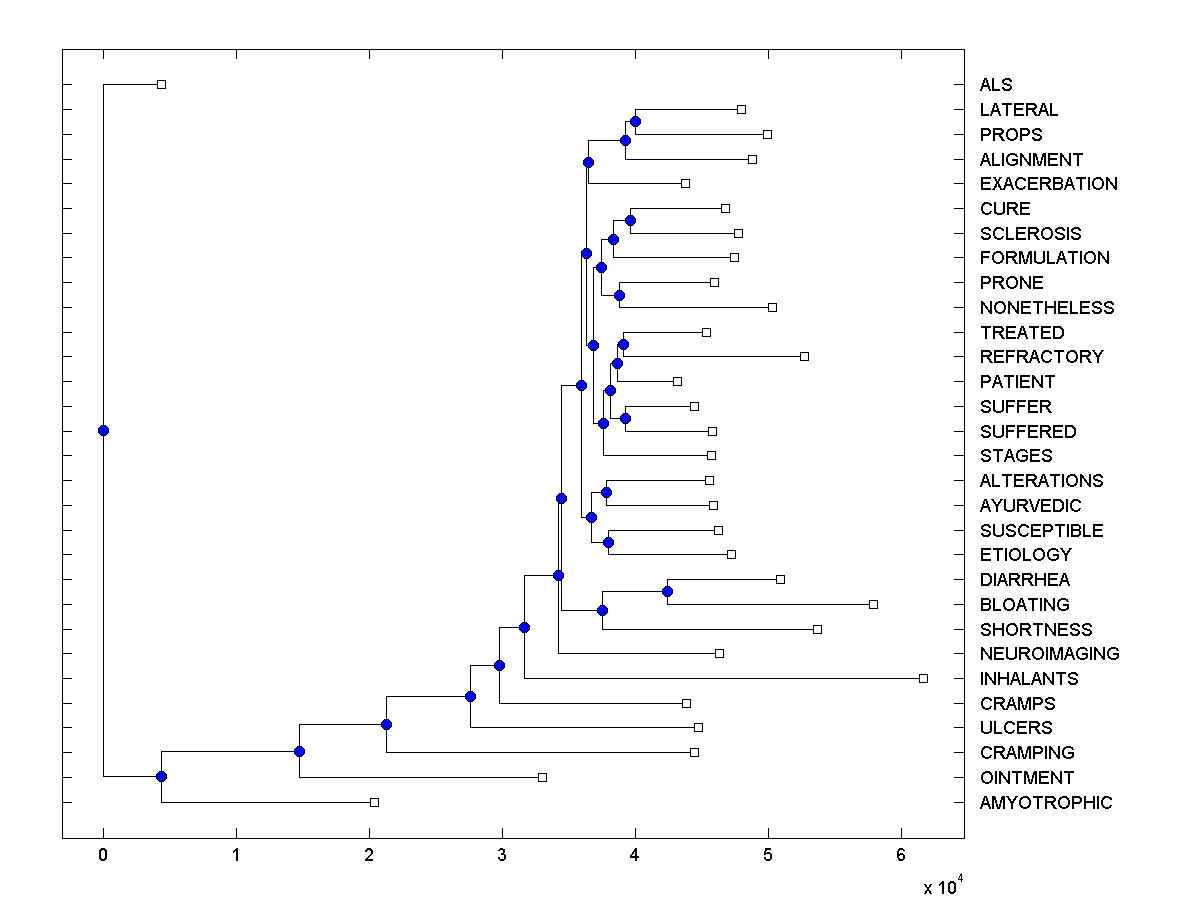 ALS
LATERAL
PROPS
ALIGNMENT
EXACERBATION
CURE
SCLEROSIS
FORMULATION
PRONE
NONETHELESS
TREATED
REFRACTORY
PATIENT
SUFFER
SUFFERED
STAGES
ALTERATIONS
AYURVEDIC
SUSCEPTIBLE
ETIOLOGY
DIARRHEA
BLOATING
SHORTNESS
NEUROIMAGING
INHALANTS
CRAMPS
ULCERS
CRAMPING
OINTMENT
AMYOTROPHIC
0 1 2 3 4 5 6
x 10^4